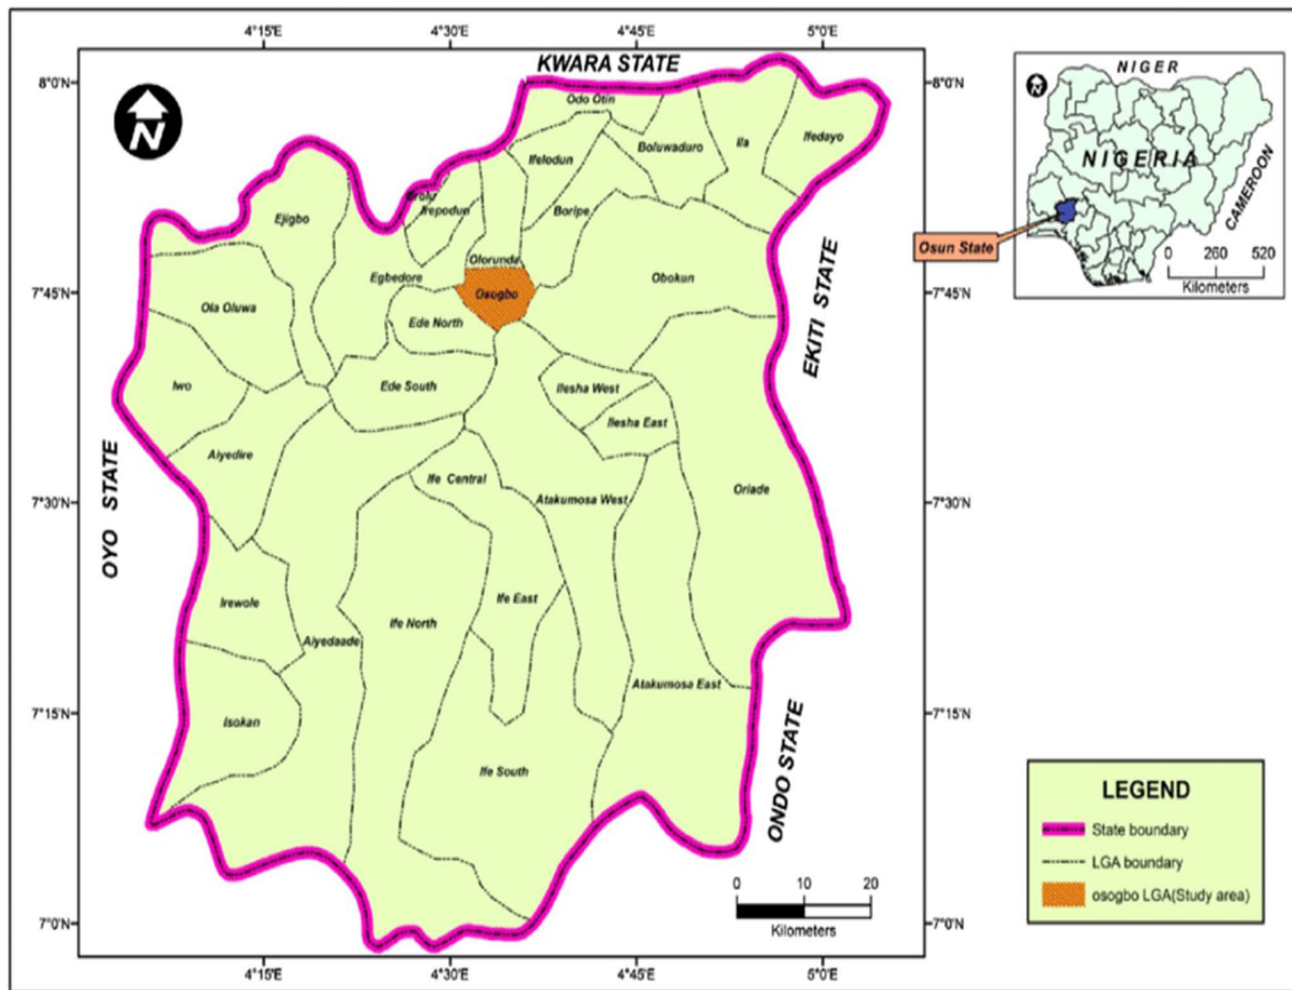 4°15'E 4°30'E 4°45'E 5°0'E
KWARA STATE
8°0'N
8°0'N
N
Odo Otin
Ifelodun
Boluwaduro
Ila
Ifedayo
Irepodun
Ejigbo
Boripe
Olorunda
Egbedore
Obokun
Osogbo
7°45'N
7°45'N
Ola Oluwa
Ede North
EKITI STATE
Iwo
Ede South
Ilesha West
Ilesha East
Aiyedire
OYO STATE
Ife Central
Atakumosa West
Oriade
7°30'N
7°30'N
Irewole
Ife East
Ife North
Aiyedaade
Atakumosa East
7°15'N
7°15'N
Isokan
Ife South
ONDO STATE
0 10 20
Kilometers
7°0'N
7°0'N
4°15'E 4°30'E 4°45'E 5°0'E
NIGER
N
NIGERIA
CAMEROON
Osun State
0 260 520
Kilometers
LEGEND
State boundary
LGA boundary
osogbo LGA(Study area)